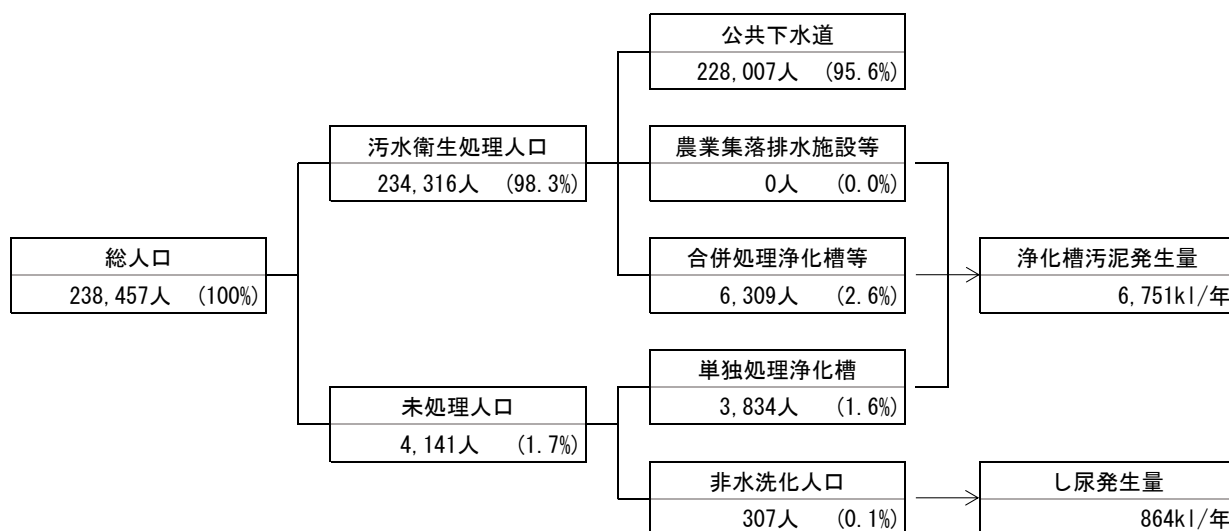 公共下水道
228,007人 (95.6%)
汚水衛生処理人口
234,316人 (98.3%)
農業集落排水施設等
0人 (0.0%)
総人口
238,457人 (100%)
合併処理浄化槽等
6,309人 (2.6%)
浄化槽汚泥発生量
6,751kl/年
単独処理浄化槽
3,834人 (1.6%)
未処理人口
4,141人 (1.7%)
非水洗化人口
307人 (0.1%)
し尿発生量
864kl/年